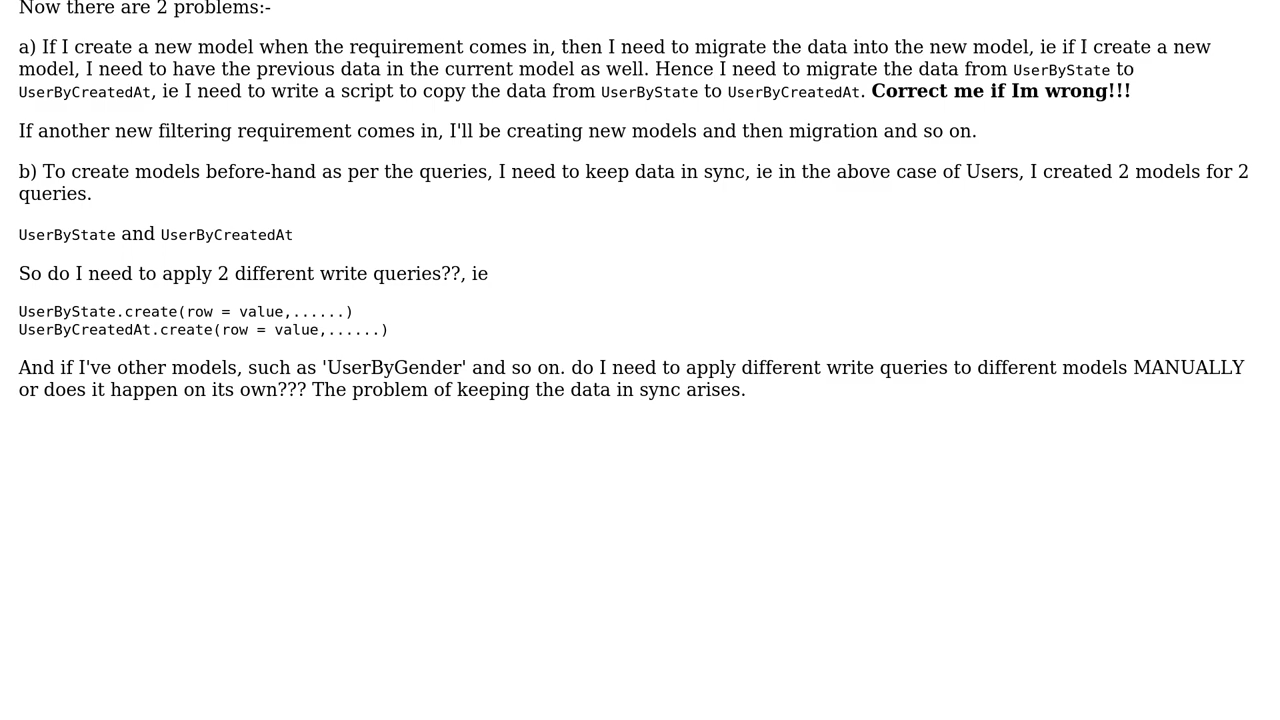 Now there are 2 problems:-
a) If I create a new model when the requirement comes in, then I need to migrate the data into the new model, ie if I create a new
model, I need to have the previous data in the current model as well. Hence I need to migrate the data from UserByState to
UserByCreatedAt, ie I need to write a script to copy the data from UserByState to UserByCreatedAt. Correct me if Im wrong!!!
If another new filtering requirement comes in, I'll be creating new models and then migration and so on.
b) To create models before-hand as per the queries, I need to keep data in sync, ie in the above case of Users, I created 2 models for 2
queries.
UserByState and UserByCreatedAt
So do I need to apply 2 different write queries??, ie
UserByState.create(row = value,......)
UserByCreatedAt.create(row = value,......)
And if I've other models, such as 'UserByGender' and so on. do I need to apply different write queries to different models MANUALLY
or does it happen on its own??? The problem of keeping the data in sync arises.